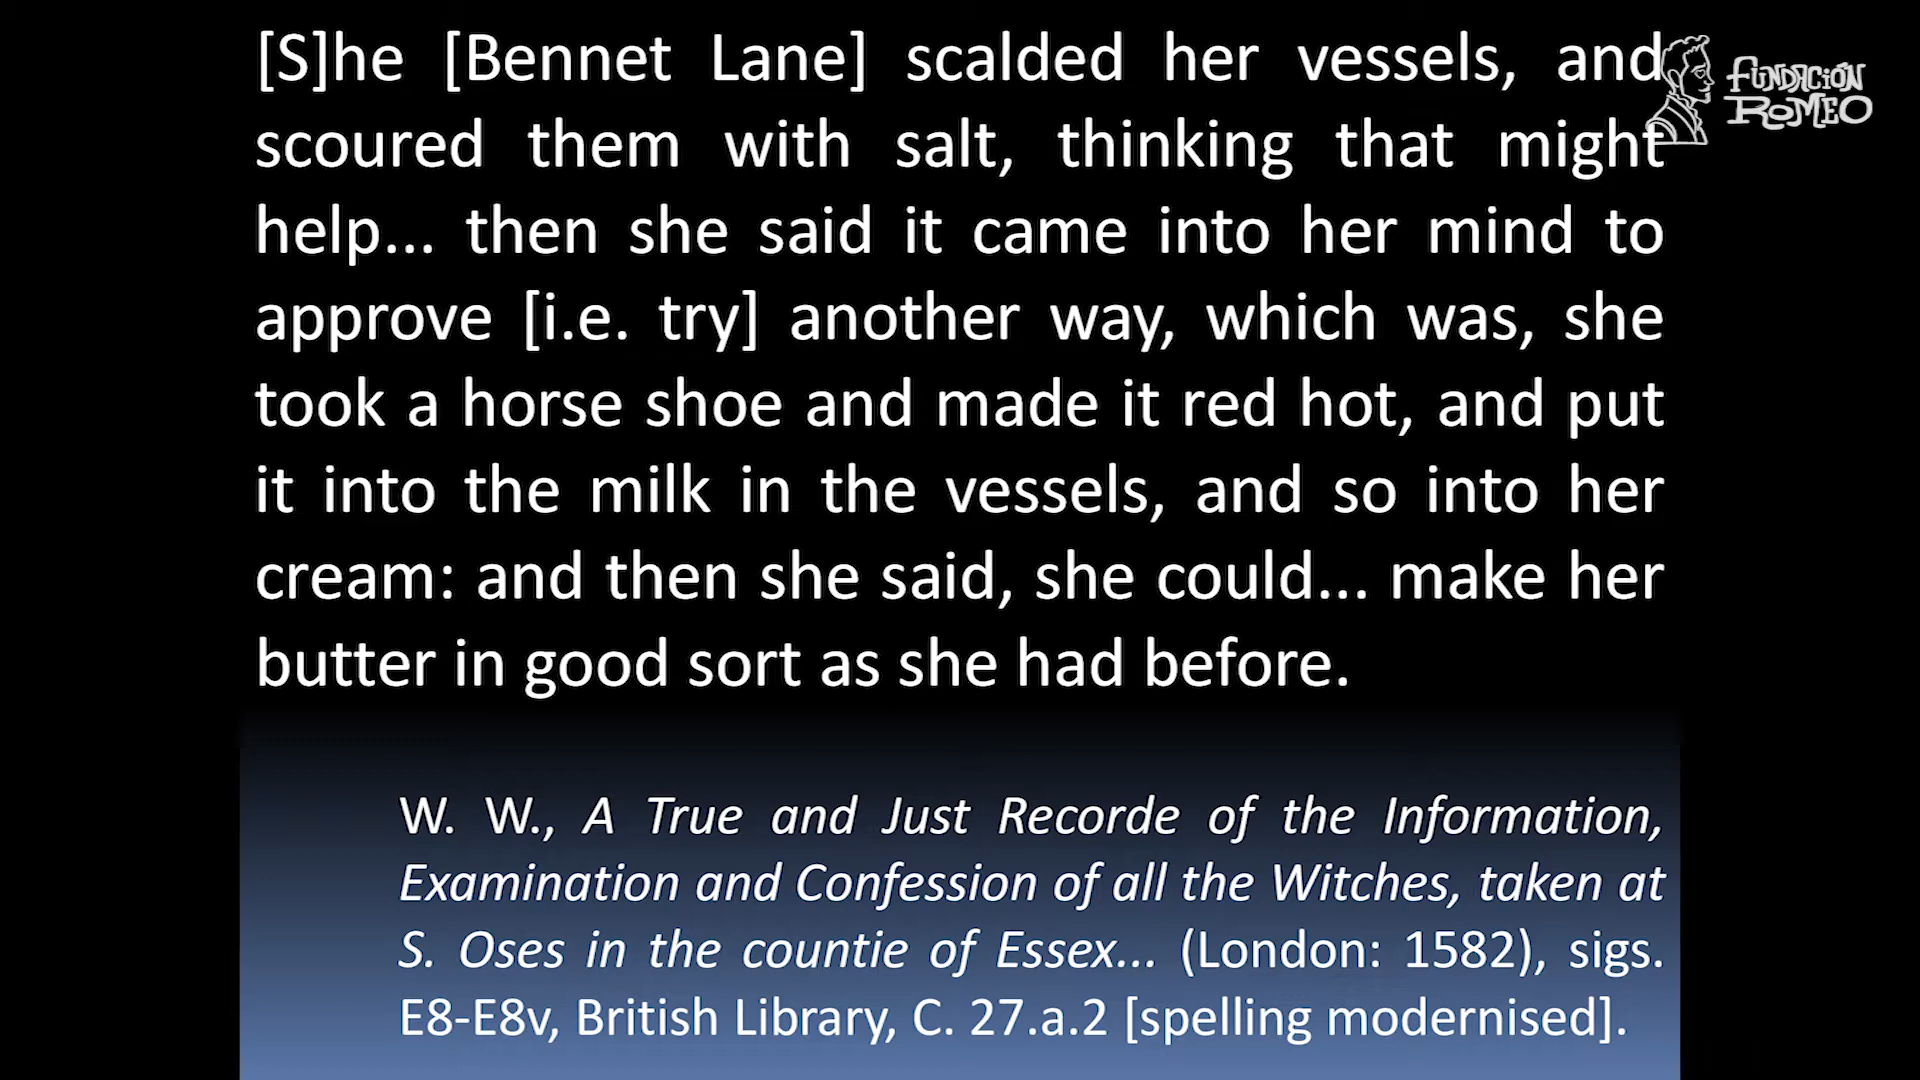 [S]he [Bennet Lane] scalded her vessels, and
scoured them with salt, thinking that might
help... then she said it came into her mind to
approve [i.e. try] another way, which was, she
took a horse shoe and made it red hot, and put
it into the milk in the vessels, and so into her
cream: and then she said, she could... make her
butter in good sort as she had before.
W. W., A True and Just Recorde of the Information,
Examination and Confession of all the Witches, taken at
S. Oses in the countie of Essex... (London: 1582), sigs.
E8-E8v, British Library, C. 27.a.2 [spelling modernised].
FUNDACIÓN
ROMEO